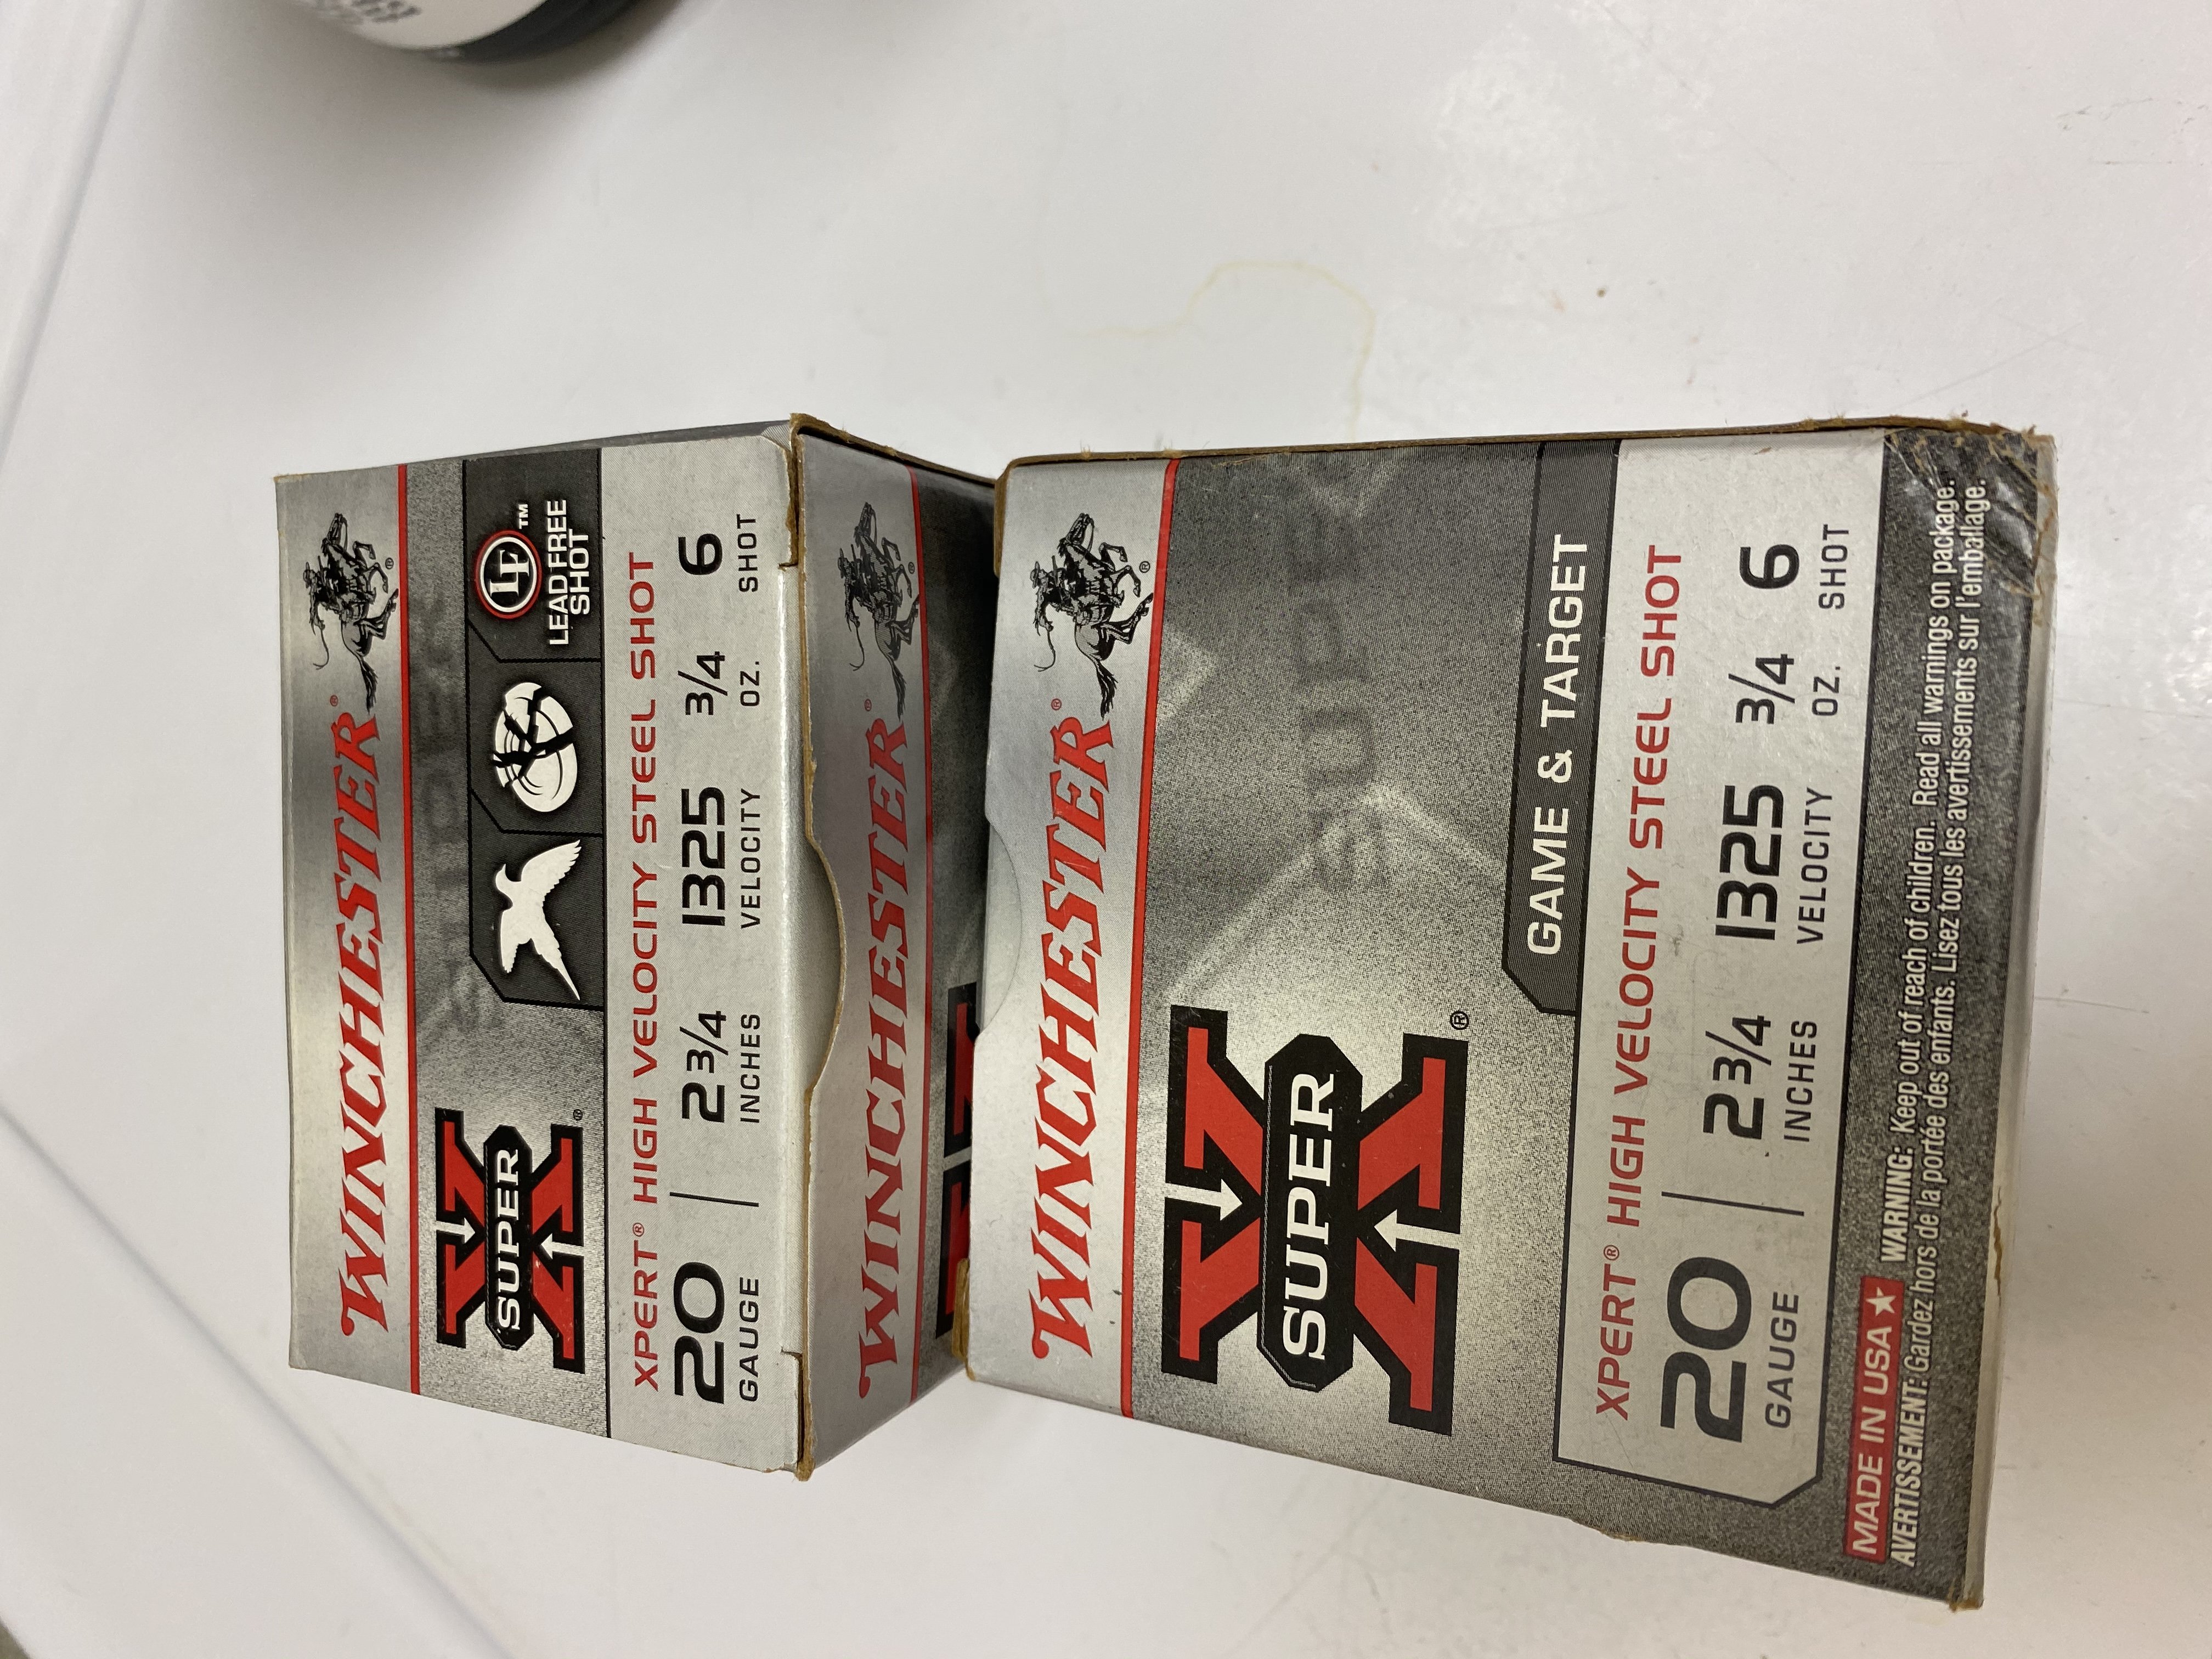 WINCHESTER®
®
SUPER X®
LF™
LEAD FREE
SHOT
XPERT® HIGH VELOCITY STEEL SHOT
20 2 3/4 1325 3/4 6
GAUGE INCHES VELOCITY OZ. SHOT
WINCHESTER®
®
WINCHESTER®
®
SUPER X®
GAME & TARGET
XPERT® HIGH VELOCITY STEEL SHOT
20 2 3/4 1325 3/4 6
GAUGE INCHES VELOCITY OZ. SHOT
MADE IN USA WARNING: Keep out of reach of children. Read all warnings on package.
AVERTISSEMENT: Gardez hors de la portée des enfants. Lisez tous les avertissements sur l'emballage.